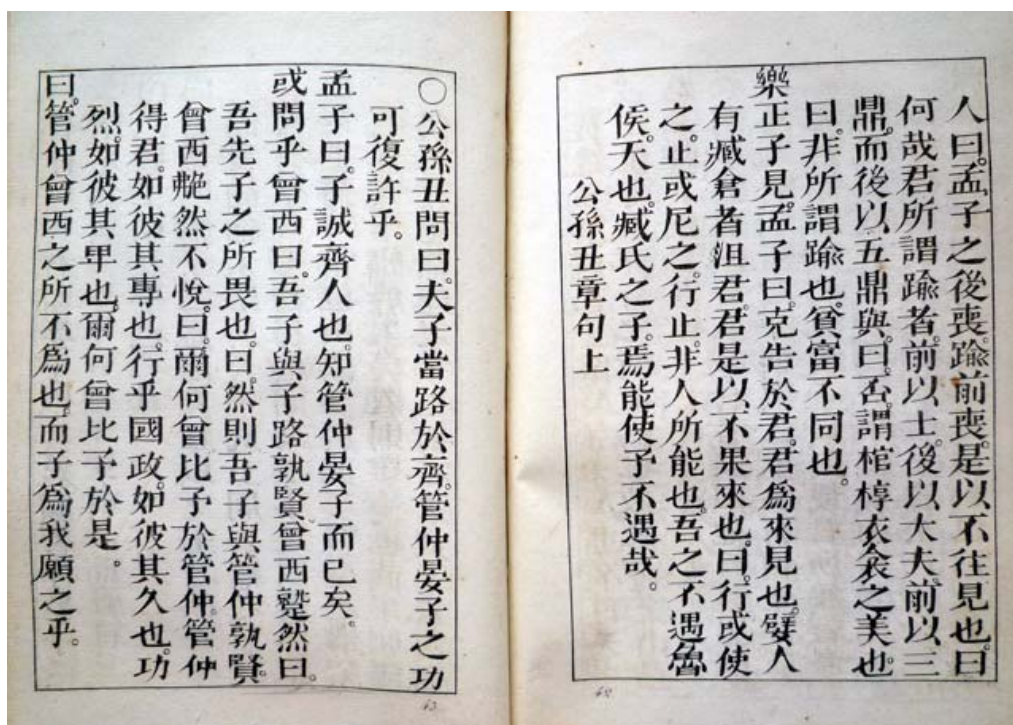 人曰。孟子之後喪。踰前喪。是以、不往見也。曰
何哉君所謂踰者。前以、士。後以、大夫。前以、三
鼎。而後以、五鼎與。曰。否。謂棺椁衣衾之美也。
曰。非所謂踰也。貧富不同也。
樂正子見。孟子曰。克告於君。君爲來見也。嬖人
有臧倉者沮君。君是以、不果來也。曰。行或使
之。止或尼之。行止。非人所能也。吾之不遇魯
侯。天也。臧氏之子。焉能使予不遇哉。
公孫丑章句上
〇公孫丑問曰。夫子當路於齊。管仲晏子之功
可復許乎。
孟子曰。子誠齊人也。知管仲晏子而已矣。
或問乎曾西曰。吾子與子路孰賢曾西蹵然曰。
吾先子之所畏也。曰。然則吾子與管仲孰賢。
曾西艴然不悅。曰。爾何曾比予於管仲。管仲
得君。如彼其專也。行乎國政。如彼其久也。功
烈。如彼其卑也。爾何曾比予於是。
曰。管仲曾西之所不爲也。而子爲我願之乎。
62
63